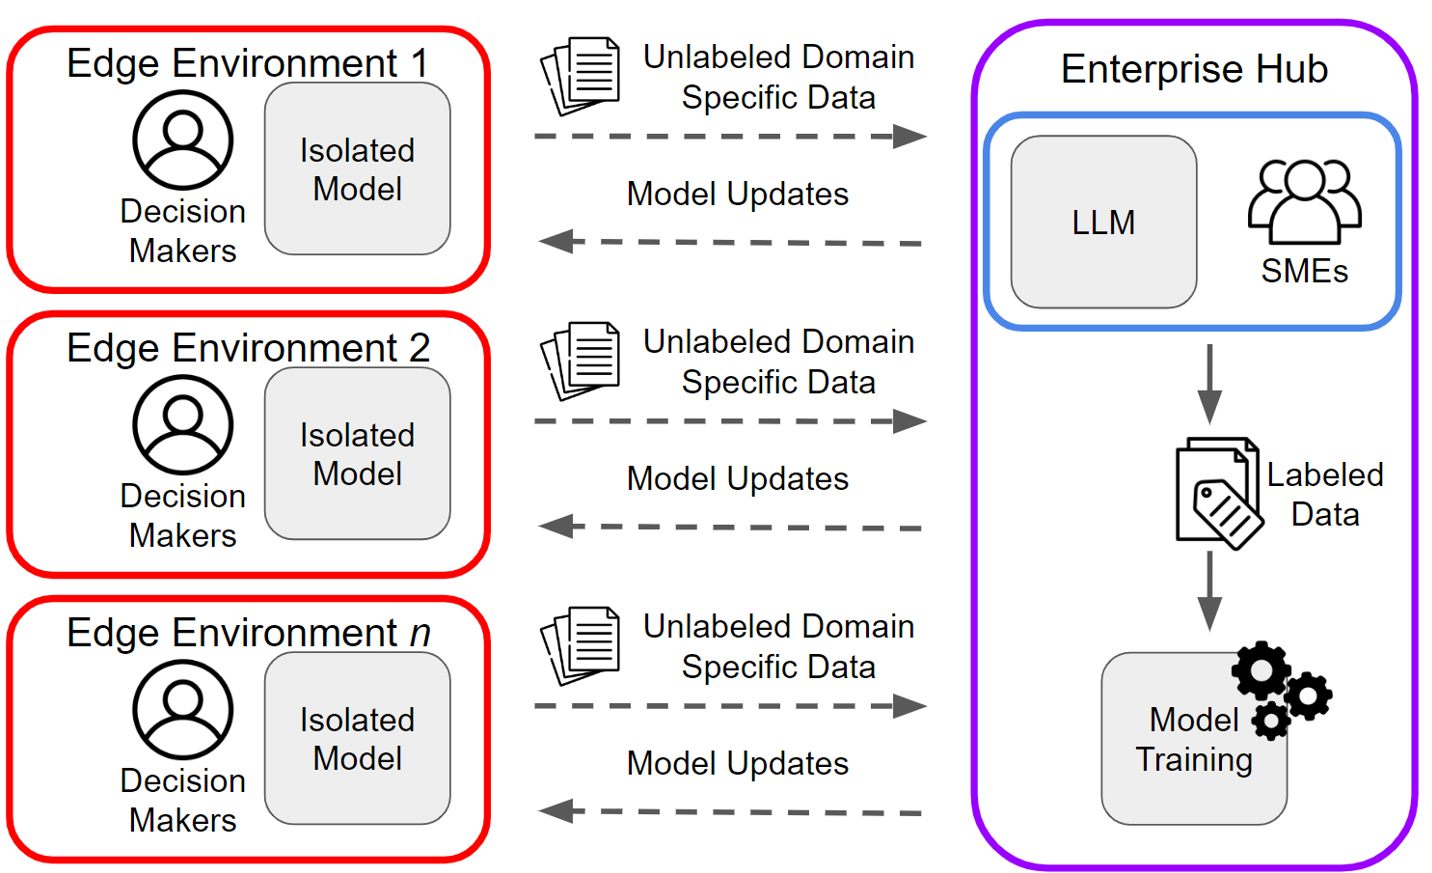 Edge Environment 1
Decision
Makers
Isolated
Model
Unlabeled Domain
Specific Data
Model Updates
Edge Environment 2
Decision
Makers
Isolated
Model
Unlabeled Domain
Specific Data
Model Updates
Edge Environment n
Decision
Makers
Isolated
Model
Unlabeled Domain
Specific Data
Model Updates
Enterprise Hub
LLM
SMEs
Labeled
Data
Model
Training